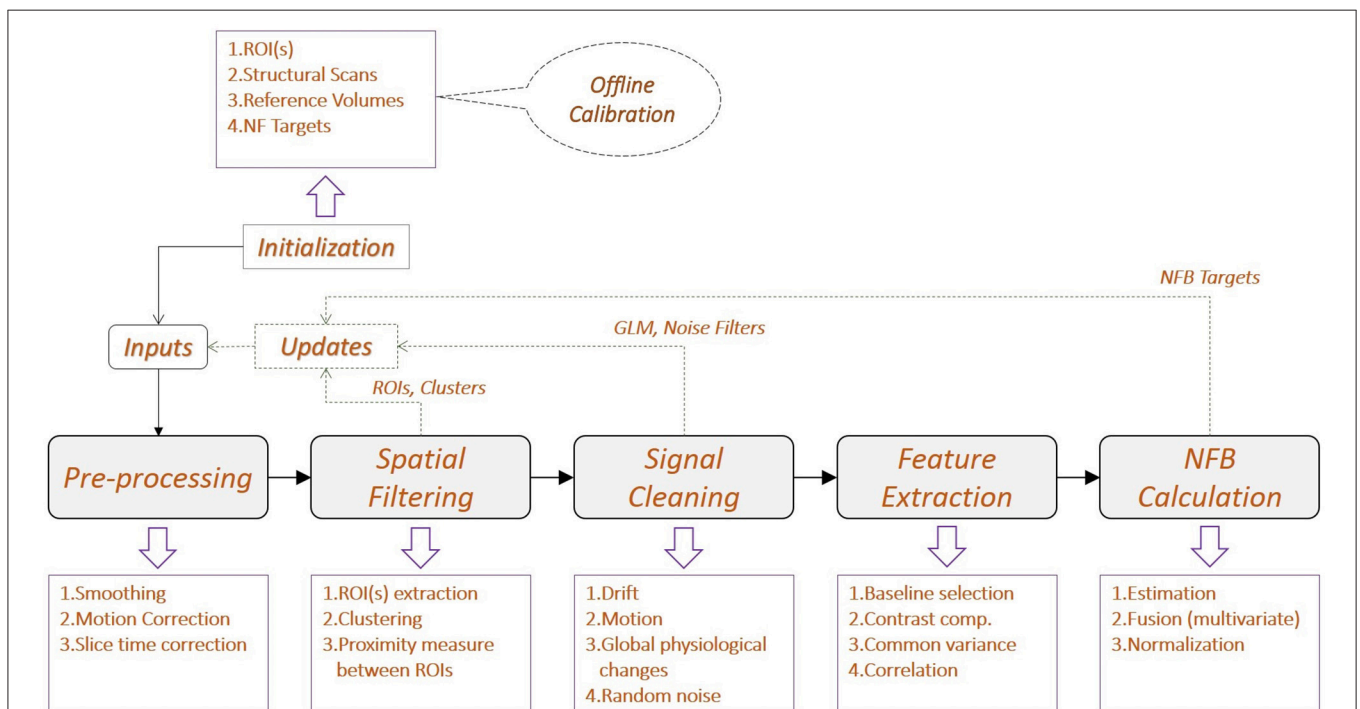 1.ROI(s)
2.Structural Scans
3.Reference Volumes
4.NF Targets
Offline
Calibration
Initialization
NFB Targets
GLM, Noise Filters
Inputs
Updates
ROIs, Clusters
Pre-processing
Spatial
Filtering
Signal
Cleaning
Feature
Extraction
NFB
Calculation
1.Smoothing
2.Motion Correction
3.Slice time correction
1.ROI(s) extraction
2.Clustering
3.Proximity measure
between ROIs
1.Drift
2.Motion
3.Global physiological
changes
4.Random noise
1.Baseline selection
2.Contrast comp.
3.Common variance
4.Correlation
1.Estimation
2.Fusion (multivariate)
3.Normalization